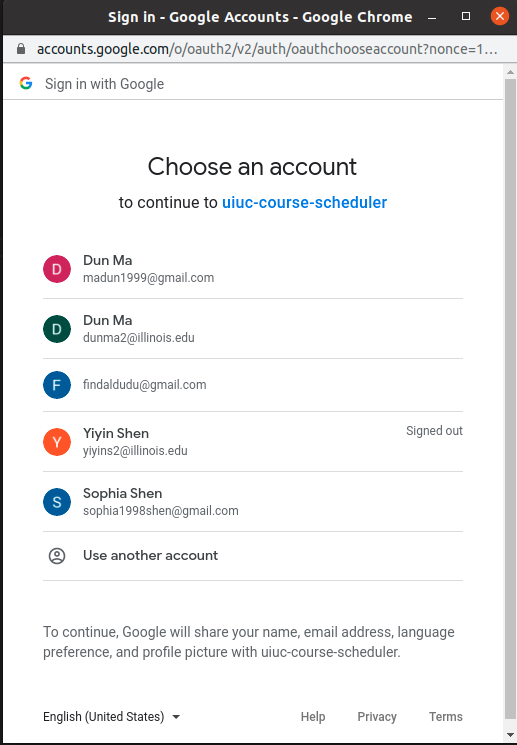 Sign in - Google Accounts - Google Chrome
accounts.google.com/o/oauth2/v2/auth/oauthchooseaccount?nonce=1...
Sign in with Google
Choose an account
to continue to uiuc-course-scheduler
D
Dun Ma
madun1999@gmail.com
D
Dun Ma
dunma2@illinois.edu
F
findaldudu@gmail.com
Y
Yiyin Shen
Signed out
yiyins2@illinois.edu
S
Sophia Shen
sophia1998shen@gmail.com
Use another account
To continue, Google will share your name, email address, language
preference, and profile picture with uiuc-course-scheduler.
English (United States)
Help
Privacy
Terms